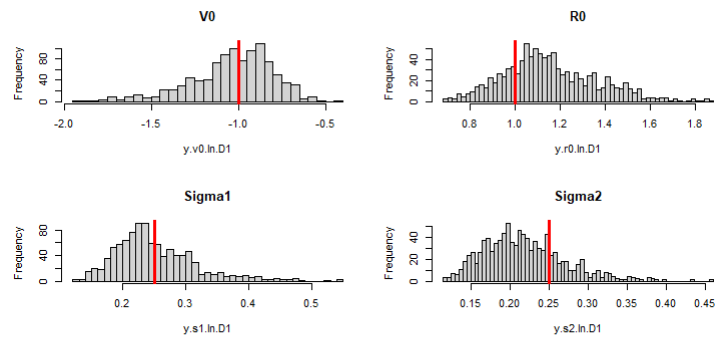 V0
R0
Frequency
0 20 40 60 80
-2.0 -1.5 -1.0 -0.5
y.v0.ln.D1
Frequency
0 20 40
0.8 1.0 1.2 1.4 1.6 1.8
y.r0.ln.D1
Sigma1
Sigma2
Frequency
0 40 80
0.2 0.3 0.4 0.5
y.s1.ln.D1
Frequency
0 20 40
0.15 0.20 0.25 0.30 0.35 0.40 0.45
y.s2.ln.D1